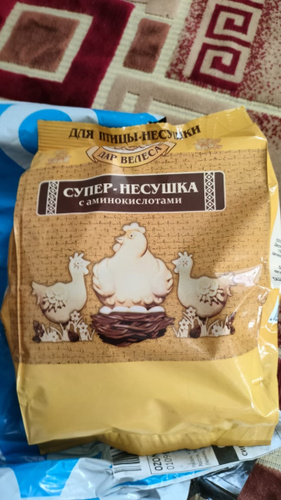 ДЛЯ ПТИЦЫ-НЕСУШКИ
ДАР ВЕЛЕСА
СУПЕР-НЕСУШКА
с аминокислотами